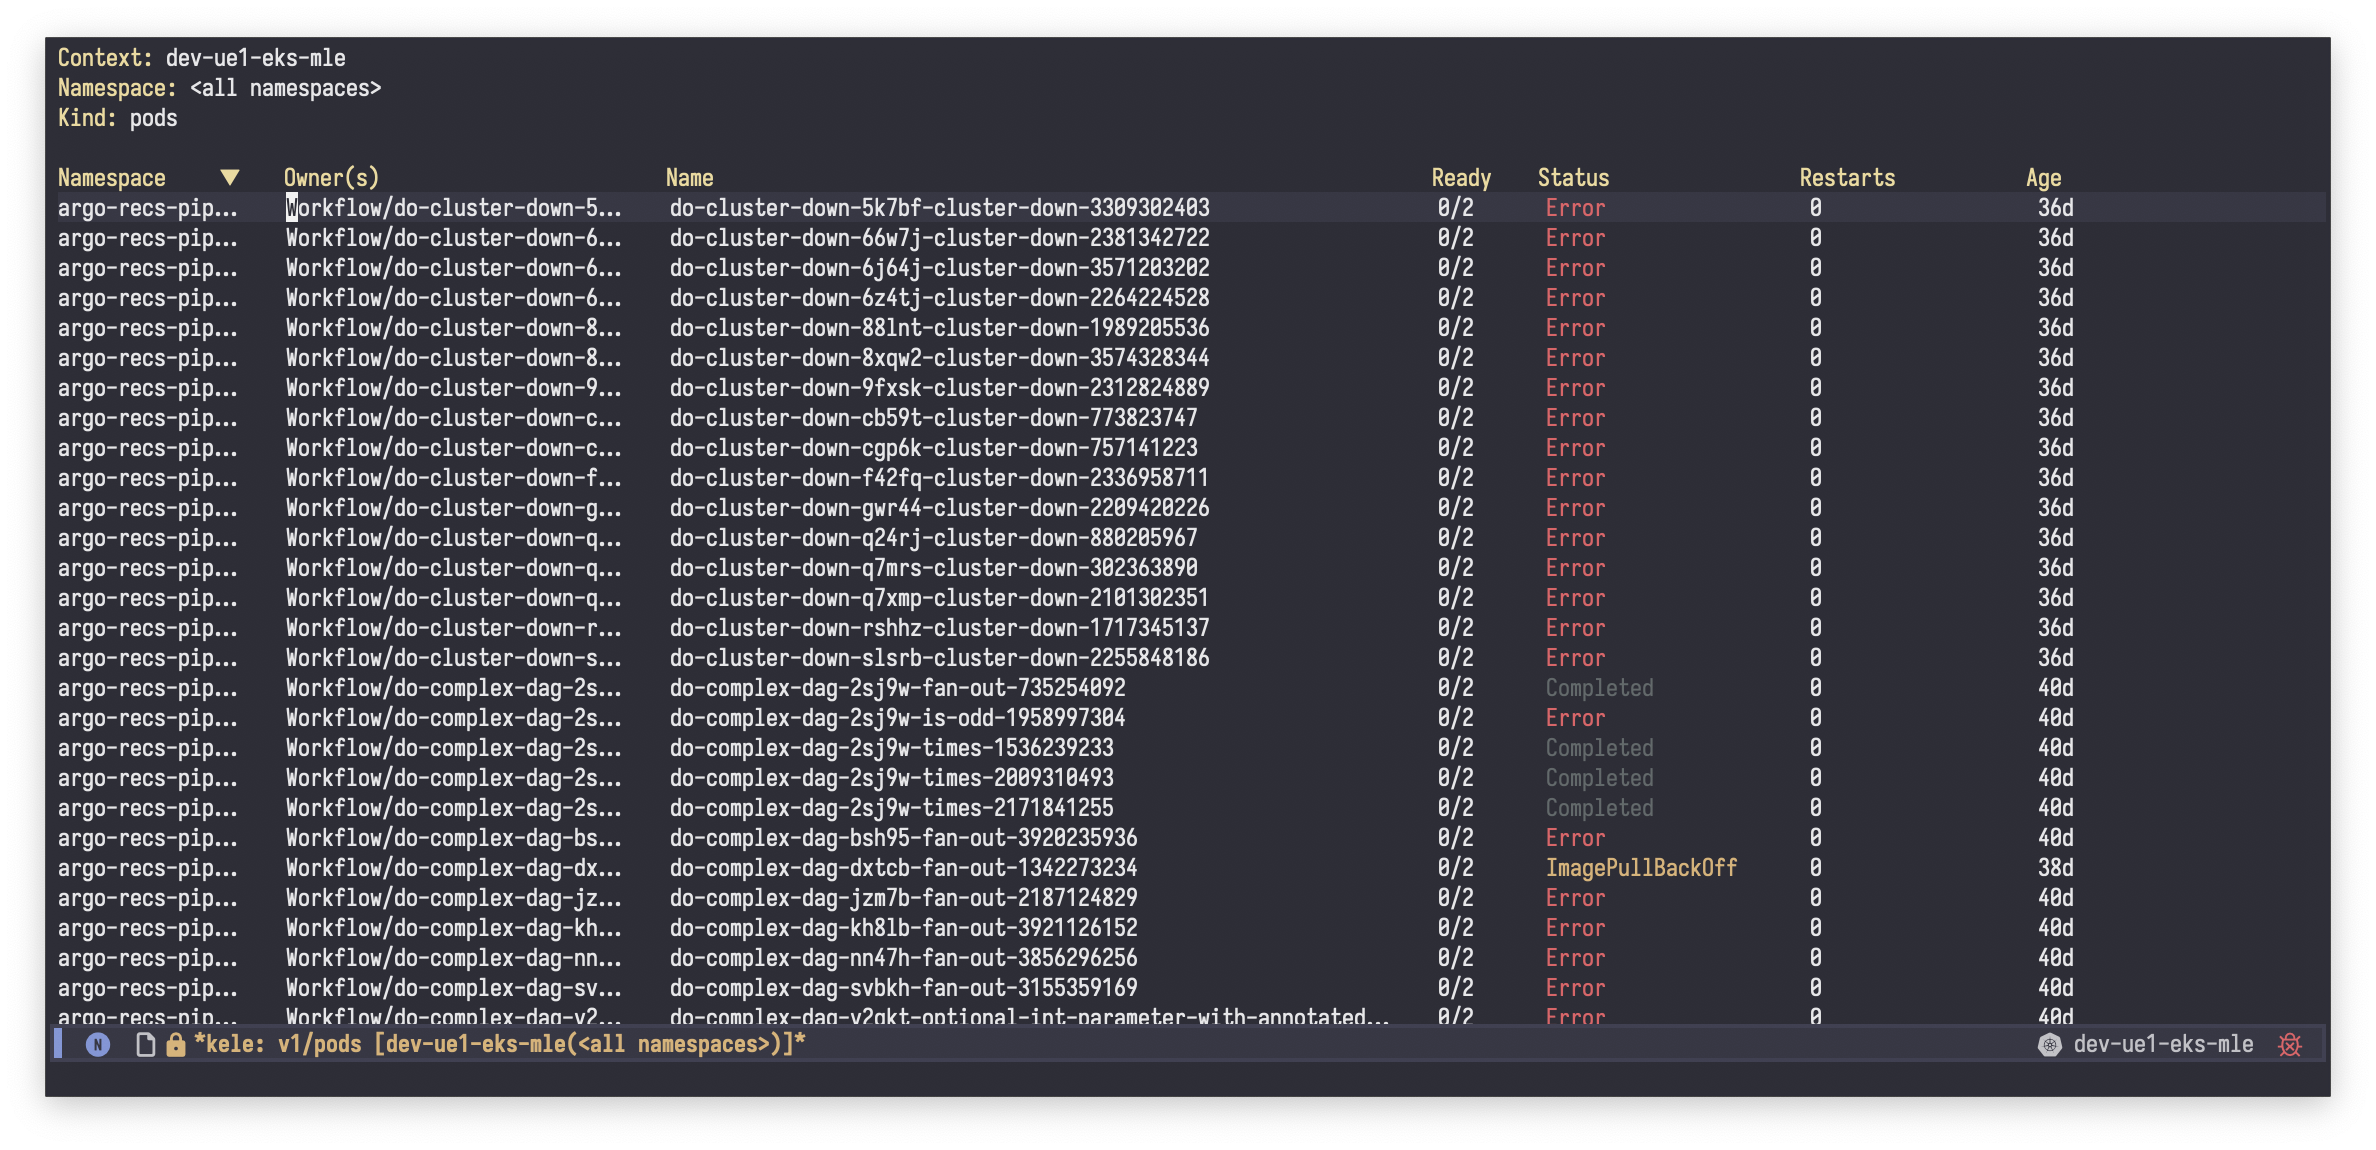 Context: dev-ue1-eks-mle
Namespace: <all namespaces>
Kind: pods
Namespace ▼ Owner(s) Name Ready Status Restarts Age
argo-recs-pip... Workflow/do-cluster-down-5... do-cluster-down-5k7bf-cluster-down-3309302403 0/2 Error 0 36d
argo-recs-pip... Workflow/do-cluster-down-6... do-cluster-down-66w7j-cluster-down-2381342722 0/2 Error 0 36d
argo-recs-pip... Workflow/do-cluster-down-6... do-cluster-down-6j64j-cluster-down-3571203202 0/2 Error 0 36d
argo-recs-pip... Workflow/do-cluster-down-6... do-cluster-down-6z4tj-cluster-down-2264224528 0/2 Error 0 36d
argo-recs-pip... Workflow/do-cluster-down-8... do-cluster-down-88lnt-cluster-down-1989205536 0/2 Error 0 36d
argo-recs-pip... Workflow/do-cluster-down-8... do-cluster-down-8xqw2-cluster-down-3574328344 0/2 Error 0 36d
argo-recs-pip... Workflow/do-cluster-down-9... do-cluster-down-9fxsk-cluster-down-2312824889 0/2 Error 0 36d
argo-recs-pip... Workflow/do-cluster-down-c... do-cluster-down-cb59t-cluster-down-773823747 0/2 Error 0 36d
argo-recs-pip... Workflow/do-cluster-down-c... do-cluster-down-cgp6k-cluster-down-757141223 0/2 Error 0 36d
argo-recs-pip... Workflow/do-cluster-down-f... do-cluster-down-f42fq-cluster-down-2336958711 0/2 Error 0 36d
argo-recs-pip... Workflow/do-cluster-down-g... do-cluster-down-gwr44-cluster-down-2209420226 0/2 Error 0 36d
argo-recs-pip... Workflow/do-cluster-down-q... do-cluster-down-q24rj-cluster-down-880205967 0/2 Error 0 36d
argo-recs-pip... Workflow/do-cluster-down-q... do-cluster-down-q7mrs-cluster-down-302363890 0/2 Error 0 36d
argo-recs-pip... Workflow/do-cluster-down-q... do-cluster-down-q7xmp-cluster-down-2101302351 0/2 Error 0 36d
argo-recs-pip... Workflow/do-cluster-down-r... do-cluster-down-rshhz-cluster-down-1717345137 0/2 Error 0 36d
argo-recs-pip... Workflow/do-cluster-down-s... do-cluster-down-slsrb-cluster-down-2255848186 0/2 Error 0 36d
argo-recs-pip... Workflow/do-complex-dag-2s... do-complex-dag-2sj9w-fan-out-735254092 0/2 Completed 0 40d
argo-recs-pip... Workflow/do-complex-dag-2s... do-complex-dag-2sj9w-is-odd-1958997304 0/2 Error 0 40d
argo-recs-pip... Workflow/do-complex-dag-2s... do-complex-dag-2sj9w-times-1536239233 0/2 Completed 0 40d
argo-recs-pip... Workflow/do-complex-dag-2s... do-complex-dag-2sj9w-times-2009310493 0/2 Completed 0 40d
argo-recs-pip... Workflow/do-complex-dag-2s... do-complex-dag-2sj9w-times-2171841255 0/2 Completed 0 40d
argo-recs-pip... Workflow/do-complex-dag-bs... do-complex-dag-bsh95-fan-out-3920235936 0/2 Error 0 40d
argo-recs-pip... Workflow/do-complex-dag-dx... do-complex-dag-dxtcb-fan-out-1342273234 0/2 ImagePullBackOff 0 38d
argo-recs-pip... Workflow/do-complex-dag-jz... do-complex-dag-jzm7b-fan-out-2187124829 0/2 Error 0 40d
argo-recs-pip... Workflow/do-complex-dag-kh... do-complex-dag-kh8lb-fan-out-3921126152 0/2 Error 0 40d
argo-recs-pip... Workflow/do-complex-dag-nn... do-complex-dag-nn47h-fan-out-3856296256 0/2 Error 0 40d
argo-recs-pip... Workflow/do-complex-dag-sv... do-complex-dag-svbkh-fan-out-3155359169 0/2 Error 0 40d
argo-recs-pip... 0/2 Error 0 40d
N *kele: v1/pods [dev-ue1-eks-mle(<all namespaces>)]* dev-ue1-eks-mle